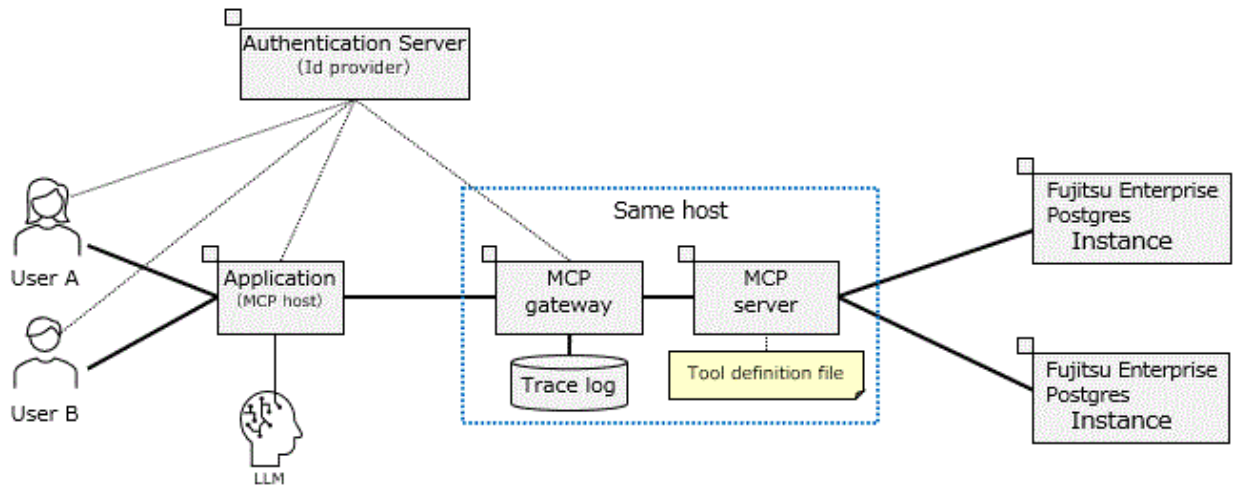 Authentication Server
(Id provider)
Same host
Fujitsu Enterprise
Postgres
Instance
User A
Application
(MCP host)
MCP
gateway
MCP
server
Trace log
Tool definition file
Fujitsu Enterprise
Postgres
Instance
User B
LLM